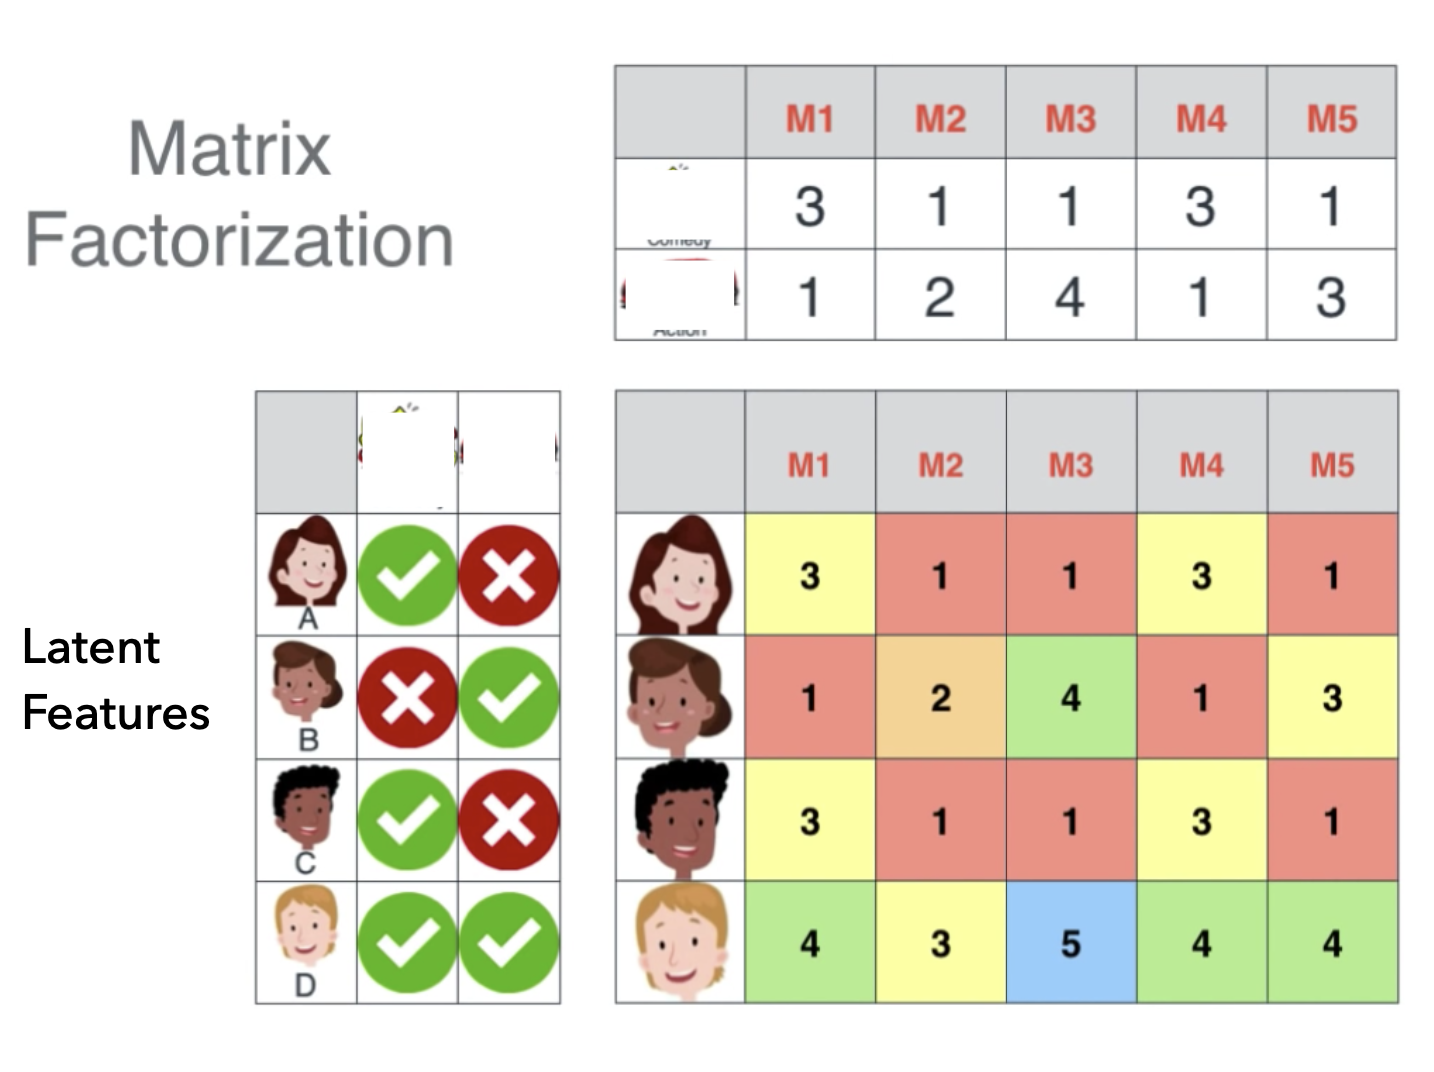 Matrix
Factorization
M1 M2 M3 M4 M5
3 1 1 3 1
Comedy
1 2 4 1 3
Action
M1 M2 M3 M4 M5
A
3 1 1 3 1
Latent
Features
B
1 2 4 1 3
C
3 1 1 3 1
D
4 3 5 4 4